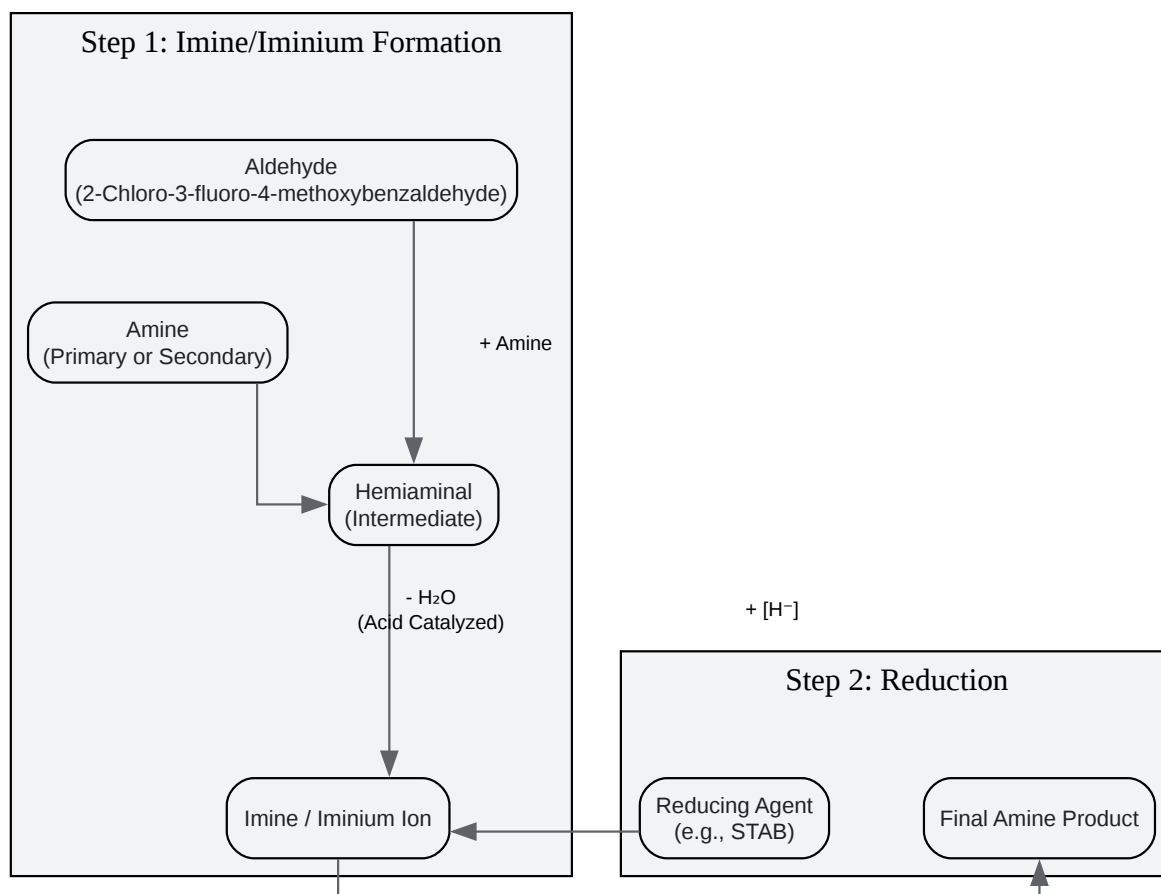 Step 1: Imine/Iminium Formation
Aldehyde
(2-Chloro-3-fluoro-4-methoxybenzaldehyde)
Amine
(Primary or Secondary)
+ Amine
Hemiaminal
(Intermediate)
- H₂O
(Acid Catalyzed)
+ [H⁻]
Step 2: Reduction
Imine / Iminium Ion
Reducing Agent
(e.g., STAB)
Final Amine Product